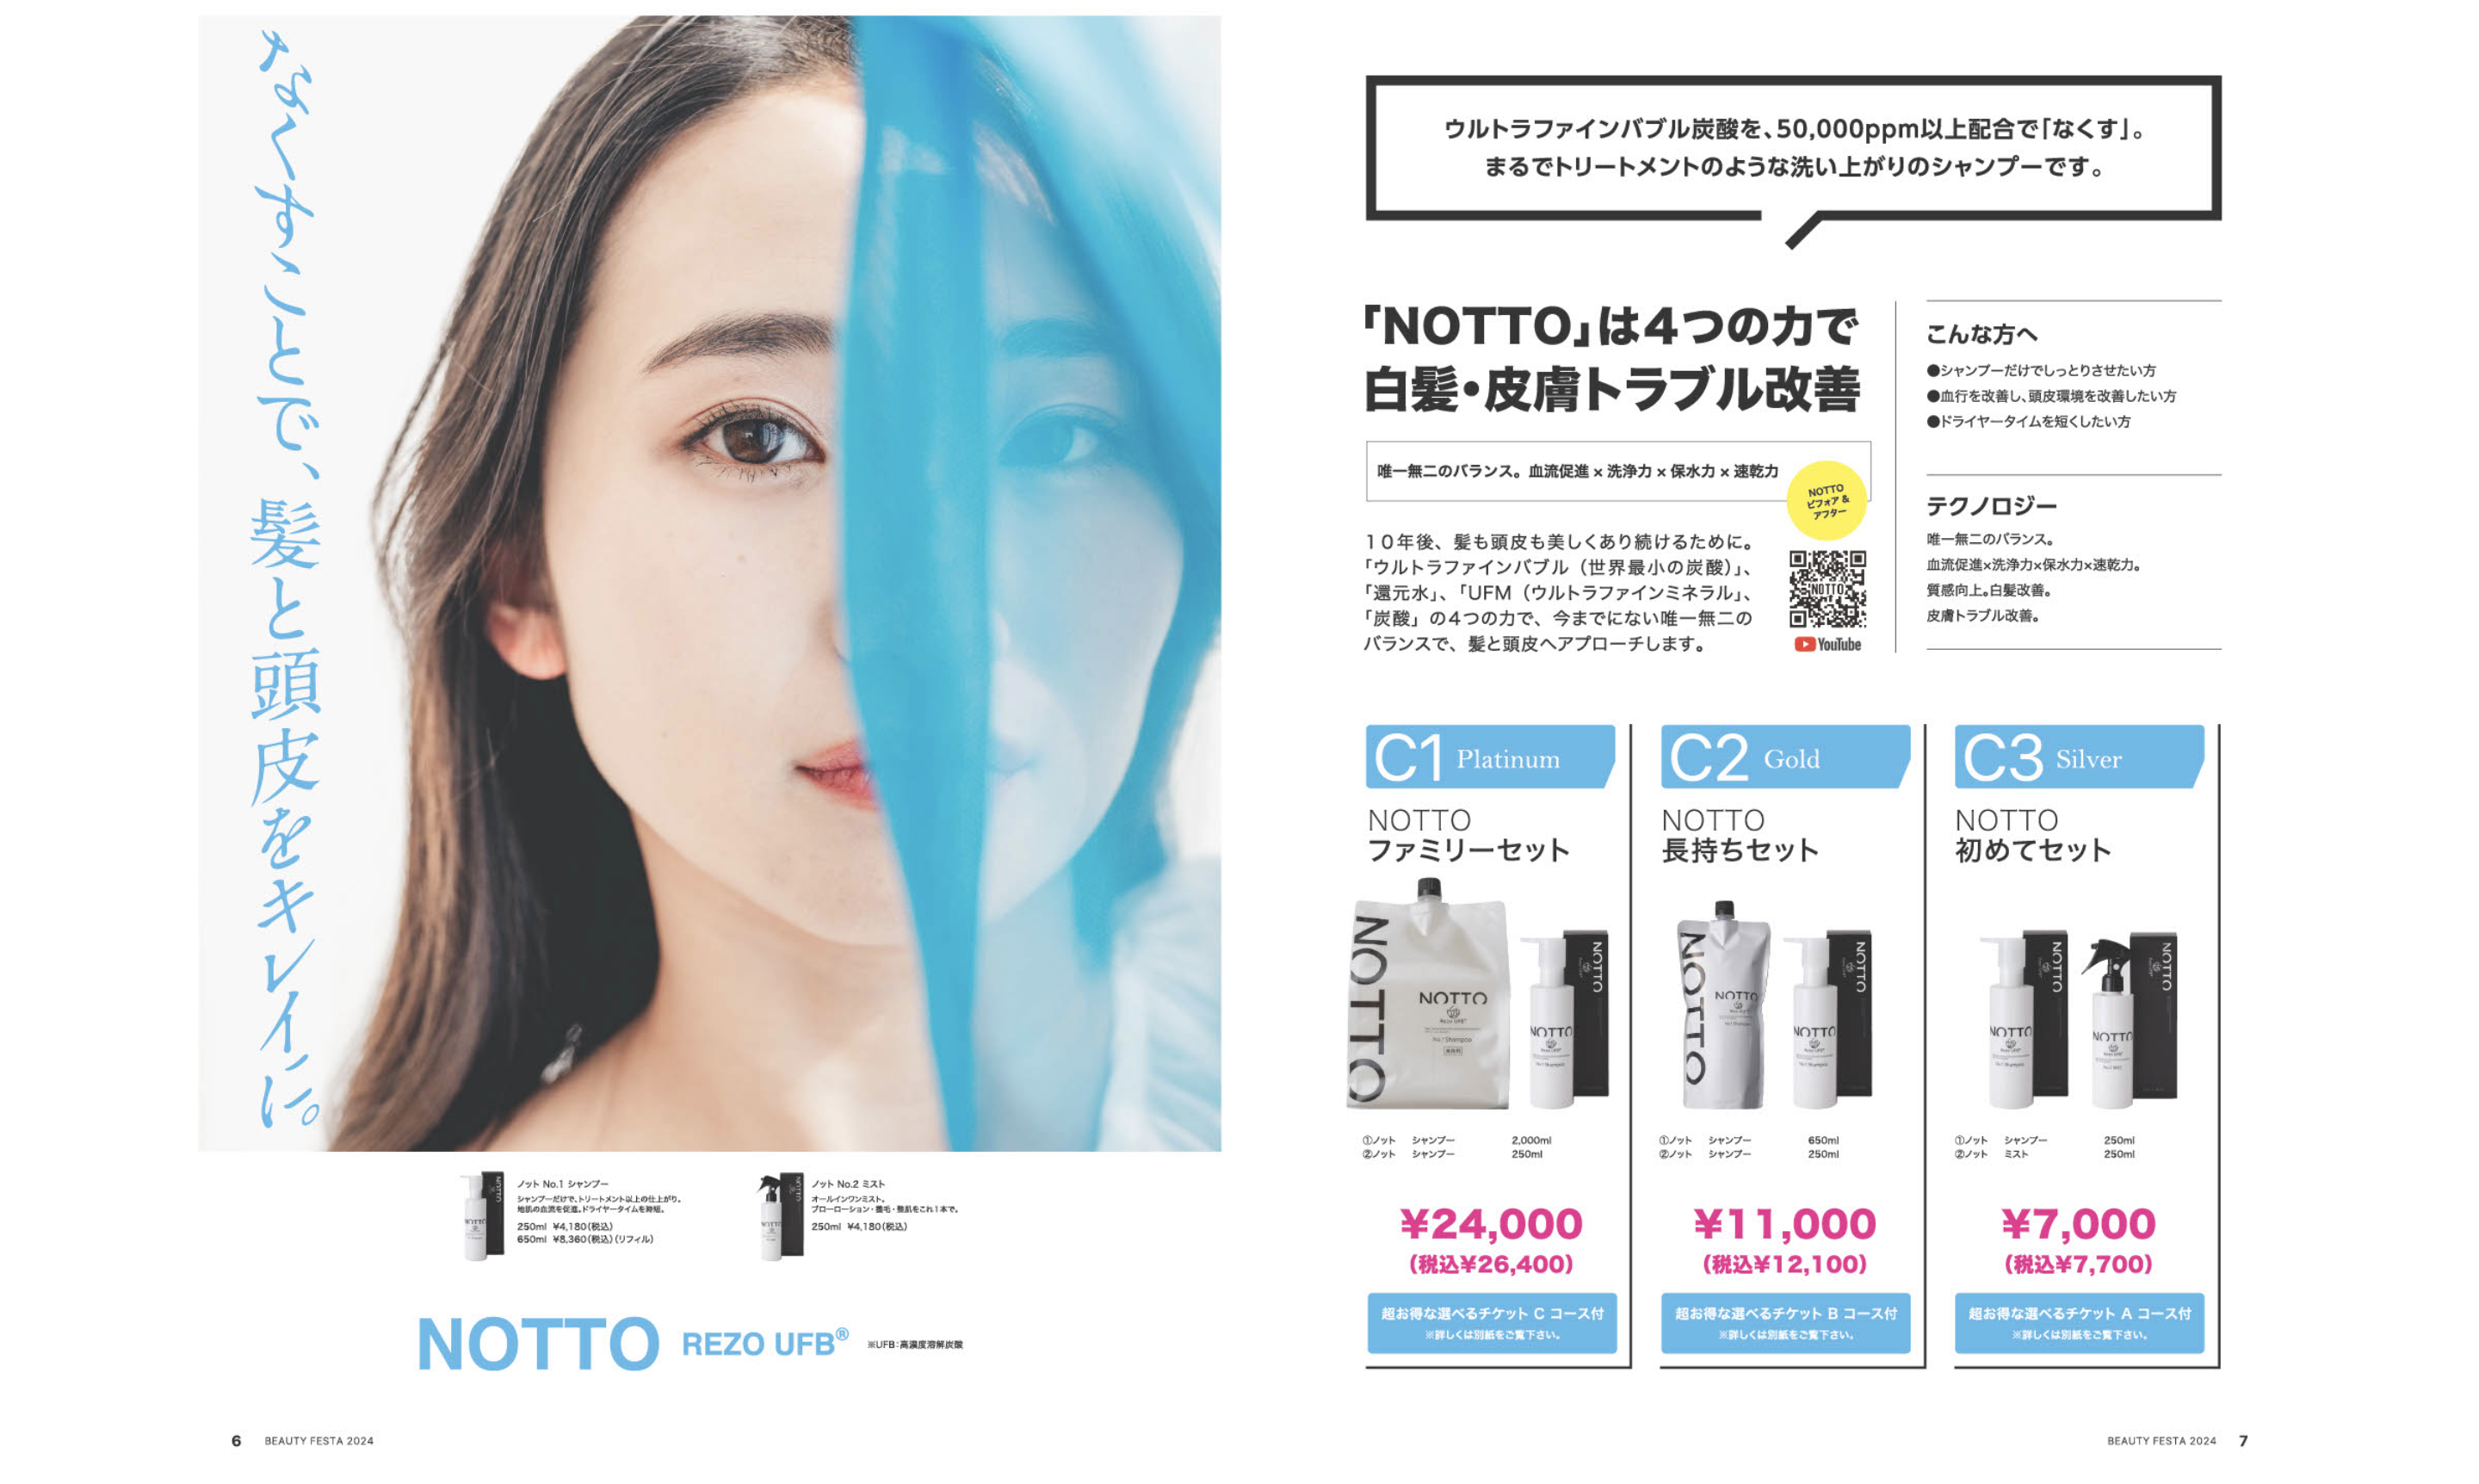 なくすことで、髪と頭皮をキレイに。
ノット No.1 シャンプー
シャンプーだけで、トリートメント以上の仕上がり。
地肌の血流を促進。ドライヤータイムを時短。
250ml ¥4,180(税込)
650ml ¥8,360(税込)(リフィル)
ノット No.2 ミスト
オールインワンミスト。
ブローローション・養毛・整肌をこれ1本で。
250ml ¥4,180(税込)
NOTTO REZO UFB® ※UFB:高濃度溶解炭酸
6 BEAUTY FESTA 2024
ウルトラファインバブル炭酸を、50,000ppm以上配合で「なくす」。
まるでトリートメントのような洗い上がりのシャンプーです。
「NOTTO」は4つの力で
白髪・皮膚トラブル改善
唯一無二のバランス。血流促進×洗浄力×保水力×速乾力
NOTTO
ビフォア&
アフター
10年後、髪も頭皮も美しくあり続けるために。
「ウルトラファインバブル(世界最小の炭酸)」、
「還元水」、「UFM(ウルトラファインミネラル」、
「炭酸」の4つの力で、今までにない唯一無二の
バランスで、髪と頭皮へアプローチします。
NOTTO
YouTube
こんな方へ
●シャンプーだけでしっとりさせたい方
●血行を改善し、頭皮環境を改善したい方
●ドライヤータイムを短くしたい方
テクノロジー
唯一無二のバランス。
血流促進×洗浄力×保水力×速乾力。
質感向上。白髪改善。
皮膚トラブル改善。
C1 Platinum
NOTTO
ファミリーセット
NOTTO
NOTTO
Rezo UFB
No.1 Shampoo
NOTTO
NOTTO
①ノット シャンプー 2,000ml
②ノット シャンプー 250ml
¥24,000
(税込¥26,400)
超お得な選べるチケット C コース付
※詳しくは別紙をご覧下さい。
C2 Gold
NOTTO
長持ちセット
NOTTO
NOTTO
NOTTO
NOTTO
①ノット シャンプー 650ml
②ノット シャンプー 250ml
¥11,000
(税込¥12,100)
超お得な選べるチケット B コース付
※詳しくは別紙をご覧下さい。
C3 Silver
NOTTO
初めてセット
NOTTO
NOTTO
NOTTO
NOTTO
①ノット シャンプー 250ml
②ノット ミスト 250ml
¥7,000
(税込¥7,700)
超お得な選べるチケット A コース付
※詳しくは別紙をご覧下さい。
BEAUTY FESTA 2024 7